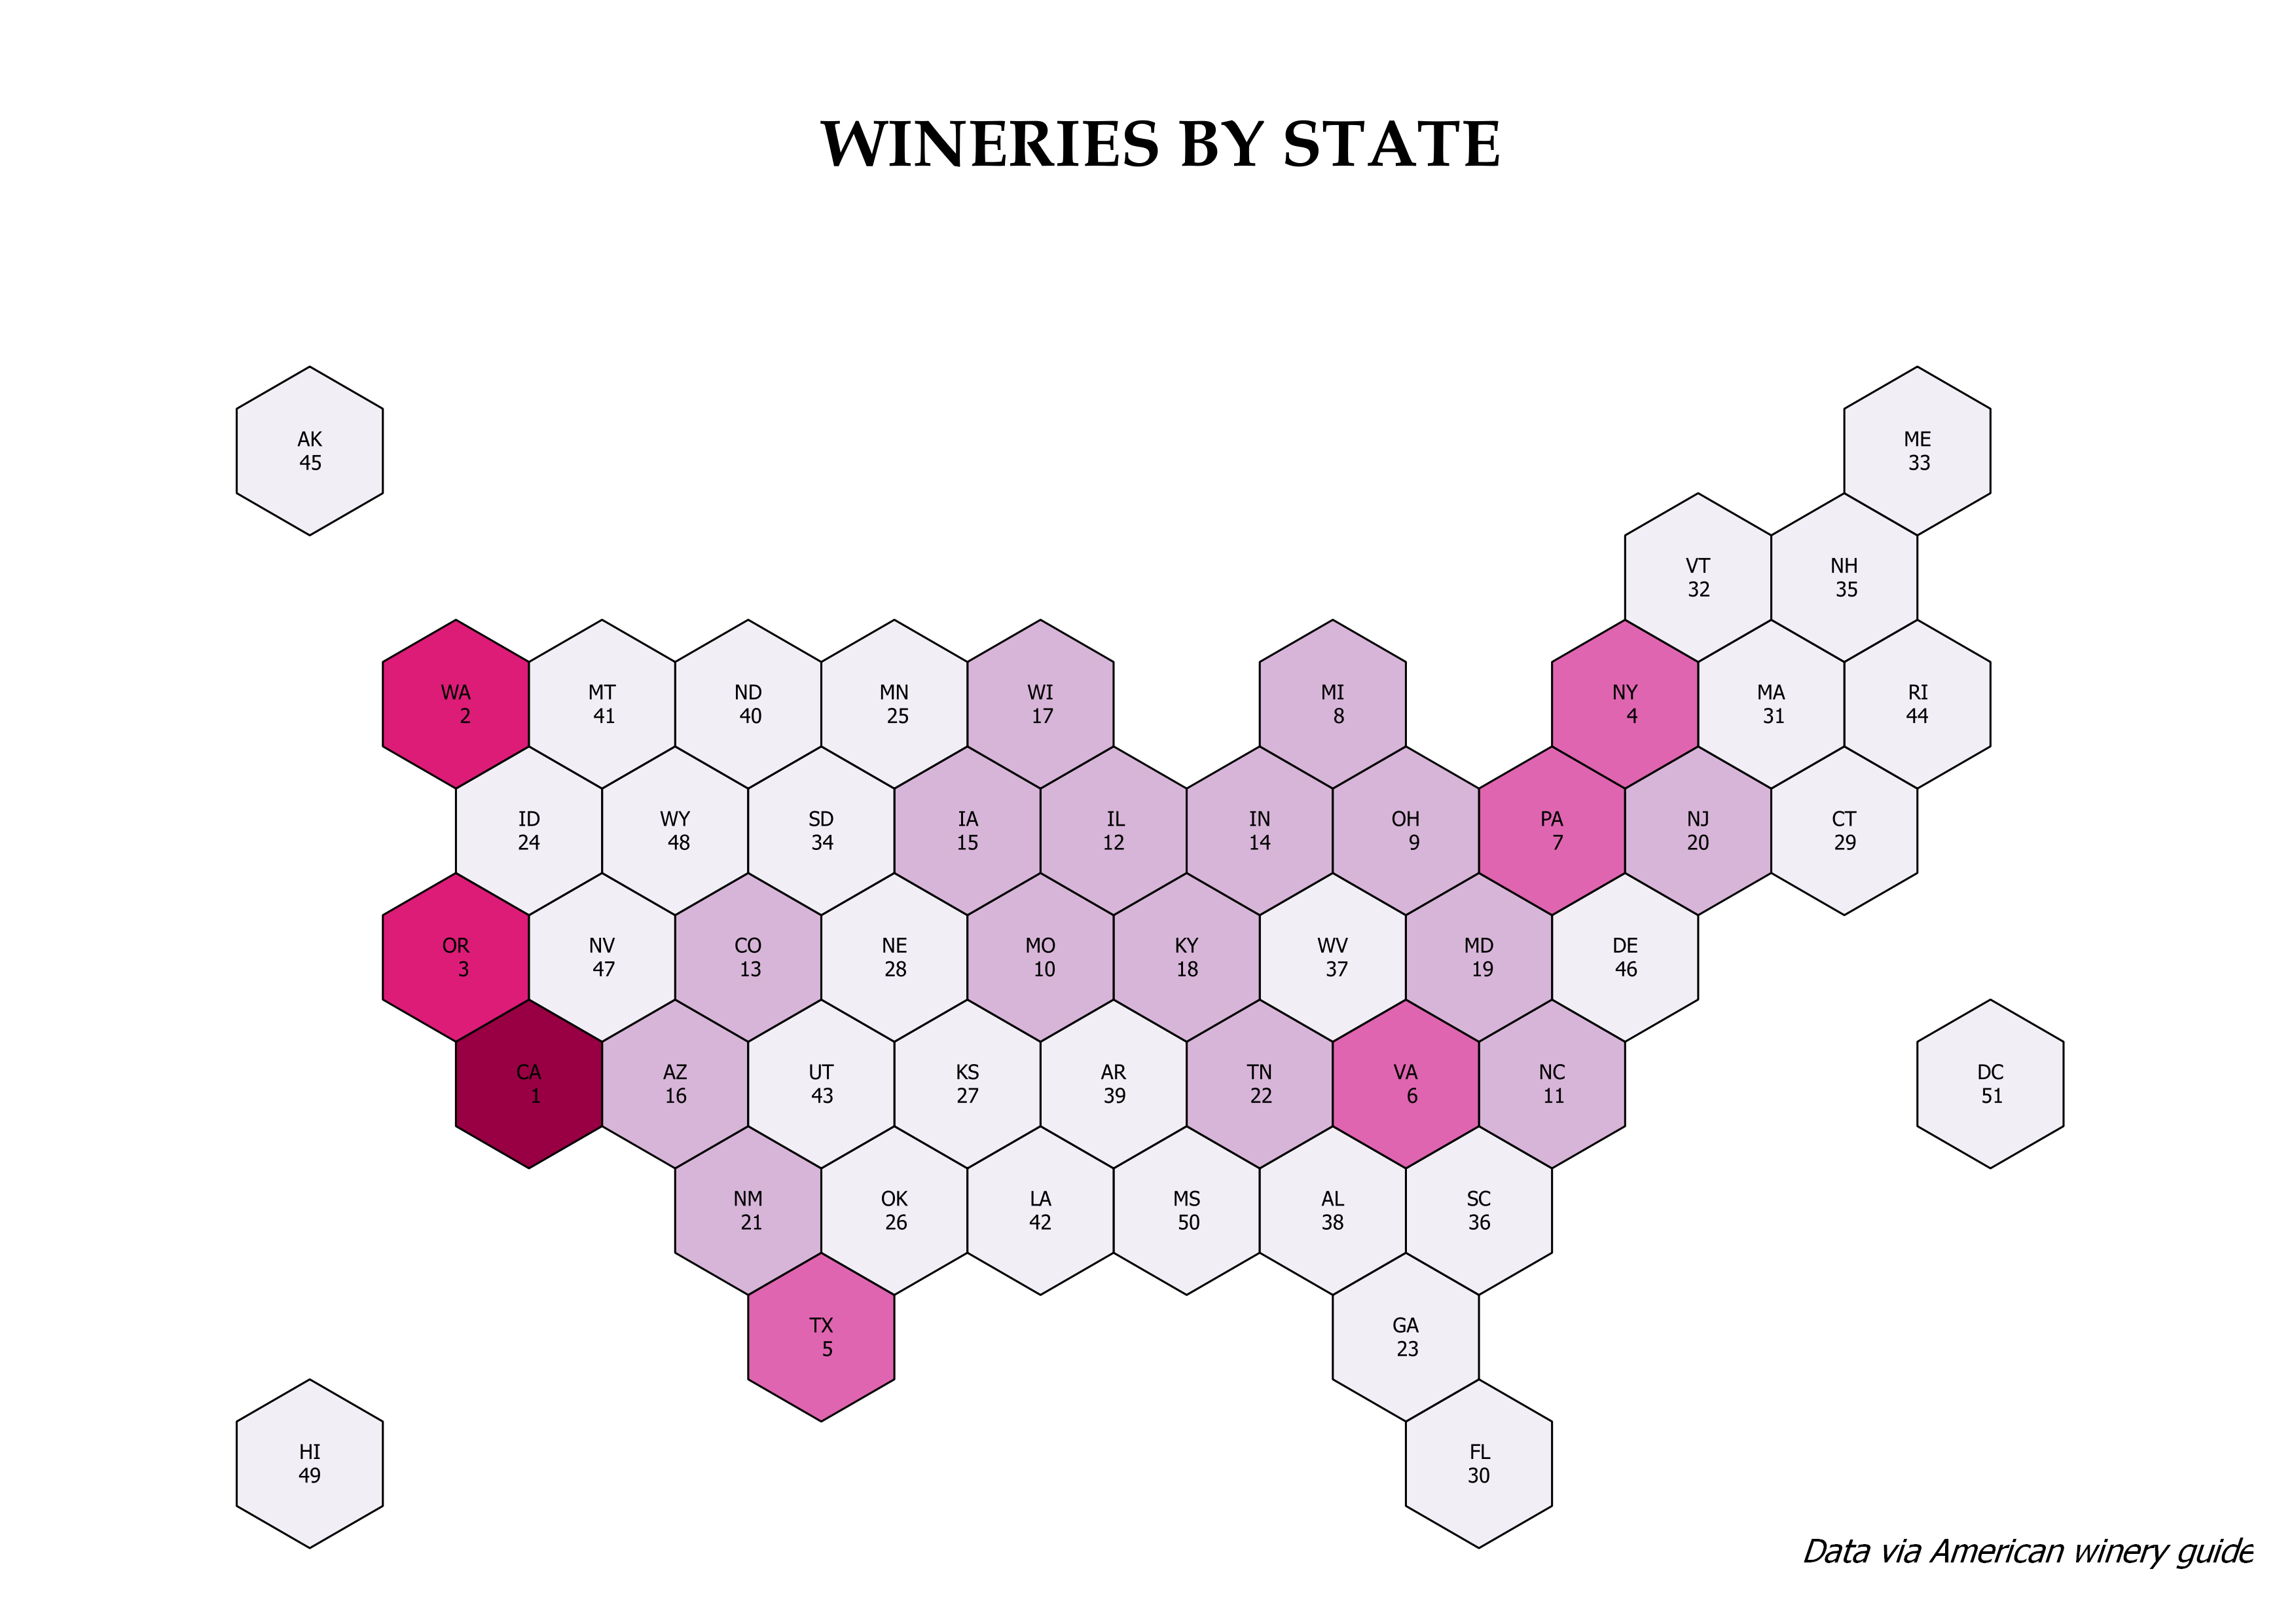 WINERIES BY STATE
AK
45
ME
33
VT
32
NH
35
WA
2
MT
41
ND
40
MN
25
WI
17
MI
8
NY
4
MA
31
RI
44
ID
24
WY
48
SD
34
IA
15
IL
12
IN
14
OH
9
PA
7
NJ
20
CT
29
OR
3
NV
47
CO
13
NE
28
MO
10
KY
18
WV
37
MD
19
DE
46
CA
1
AZ
16
UT
43
KS
27
AR
39
TN
22
VA
6
NC
11
DC
51
NM
21
OK
26
LA
42
MS
50
AL
38
SC
36
TX
5
GA
23
HI
49
FL
30
Data via American winery guide